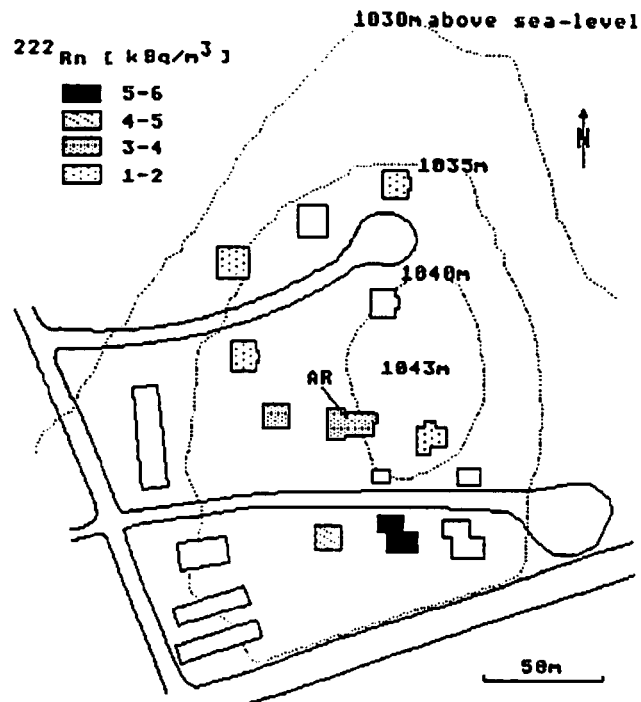 1030m above sea-level
222Rn [ kBq/m3 ]
5-6
4-5
3-4
1-2
N
1035m
1040m
1043m
AR
50m